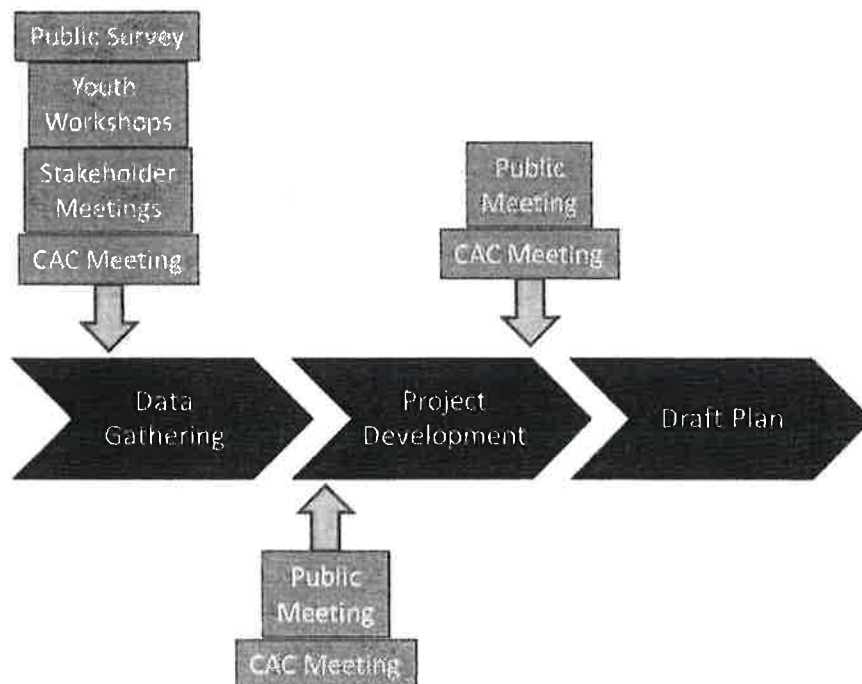 Public Survey
Youth
Workshops
Stakeholder
Meetings
CAC Meeting
Public
Meeting
CAC Meeting
Data
Gathering
Project
Development
Draft Plan
Public
Meeting
CAC Meeting